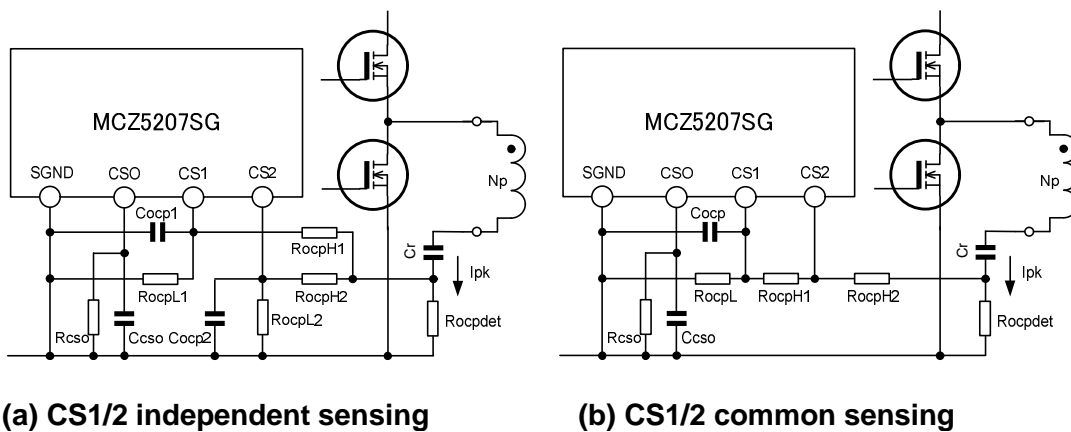 MCZ5207SG
SGND CSO CS1 CS2
Cocp1
RocpH1
RocpL1
RocpH2
Rcso
Ccso
Cocp2
RocpL2
Np
Cr
Ipk
Rocpdet
(a) CS1/2 independent sensing
MCZ5207SG
SGND CSO CS1 CS2
Cocp
RocpL
RocpH1
RocpH2
Rcso
Ccso
Np
Cr
Ipk
Rocpdet
(b) CS1/2 common sensing